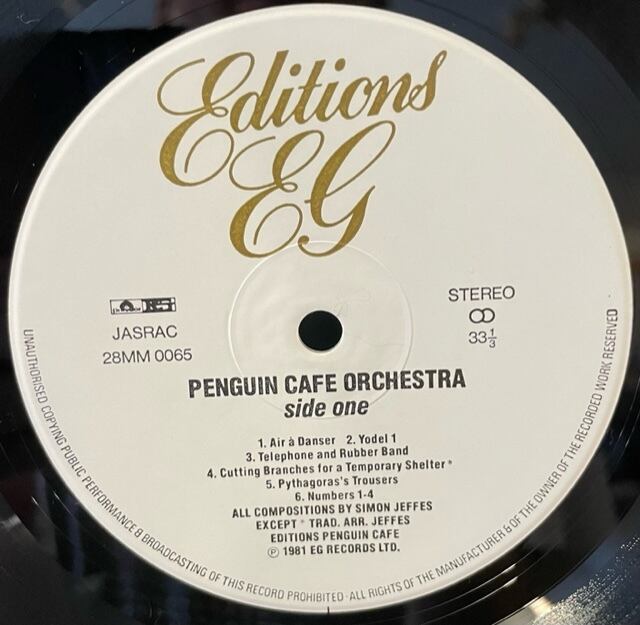 Editions
EG
JASRAC
28MM 0065
STEREO
33⅓
PENGUIN CAFE ORCHESTRA
side one
1. Air à Danser 2. Yodel 1
3. Telephone and Rubber Band
4. Cutting Branches for a Temporary Shelter*
5. Pythagoras's Trousers
6. Numbers 1-4
ALL COMPOSITIONS BY SIMON JEFFES
EXCEPT * TRAD. ARR. JEFFES
EDITIONS PENGUIN CAFE
℗ 1981 EG RECORDS LTD.
UNAUTHORISED COPYING PUBLIC PERFORMANCE & BROADCASTING OF THIS RECORD PROHIBITED · ALL RIGHTS OF THE MANUFACTURER & OF THE OWNER OF THE RECORDED WORK RESERVED